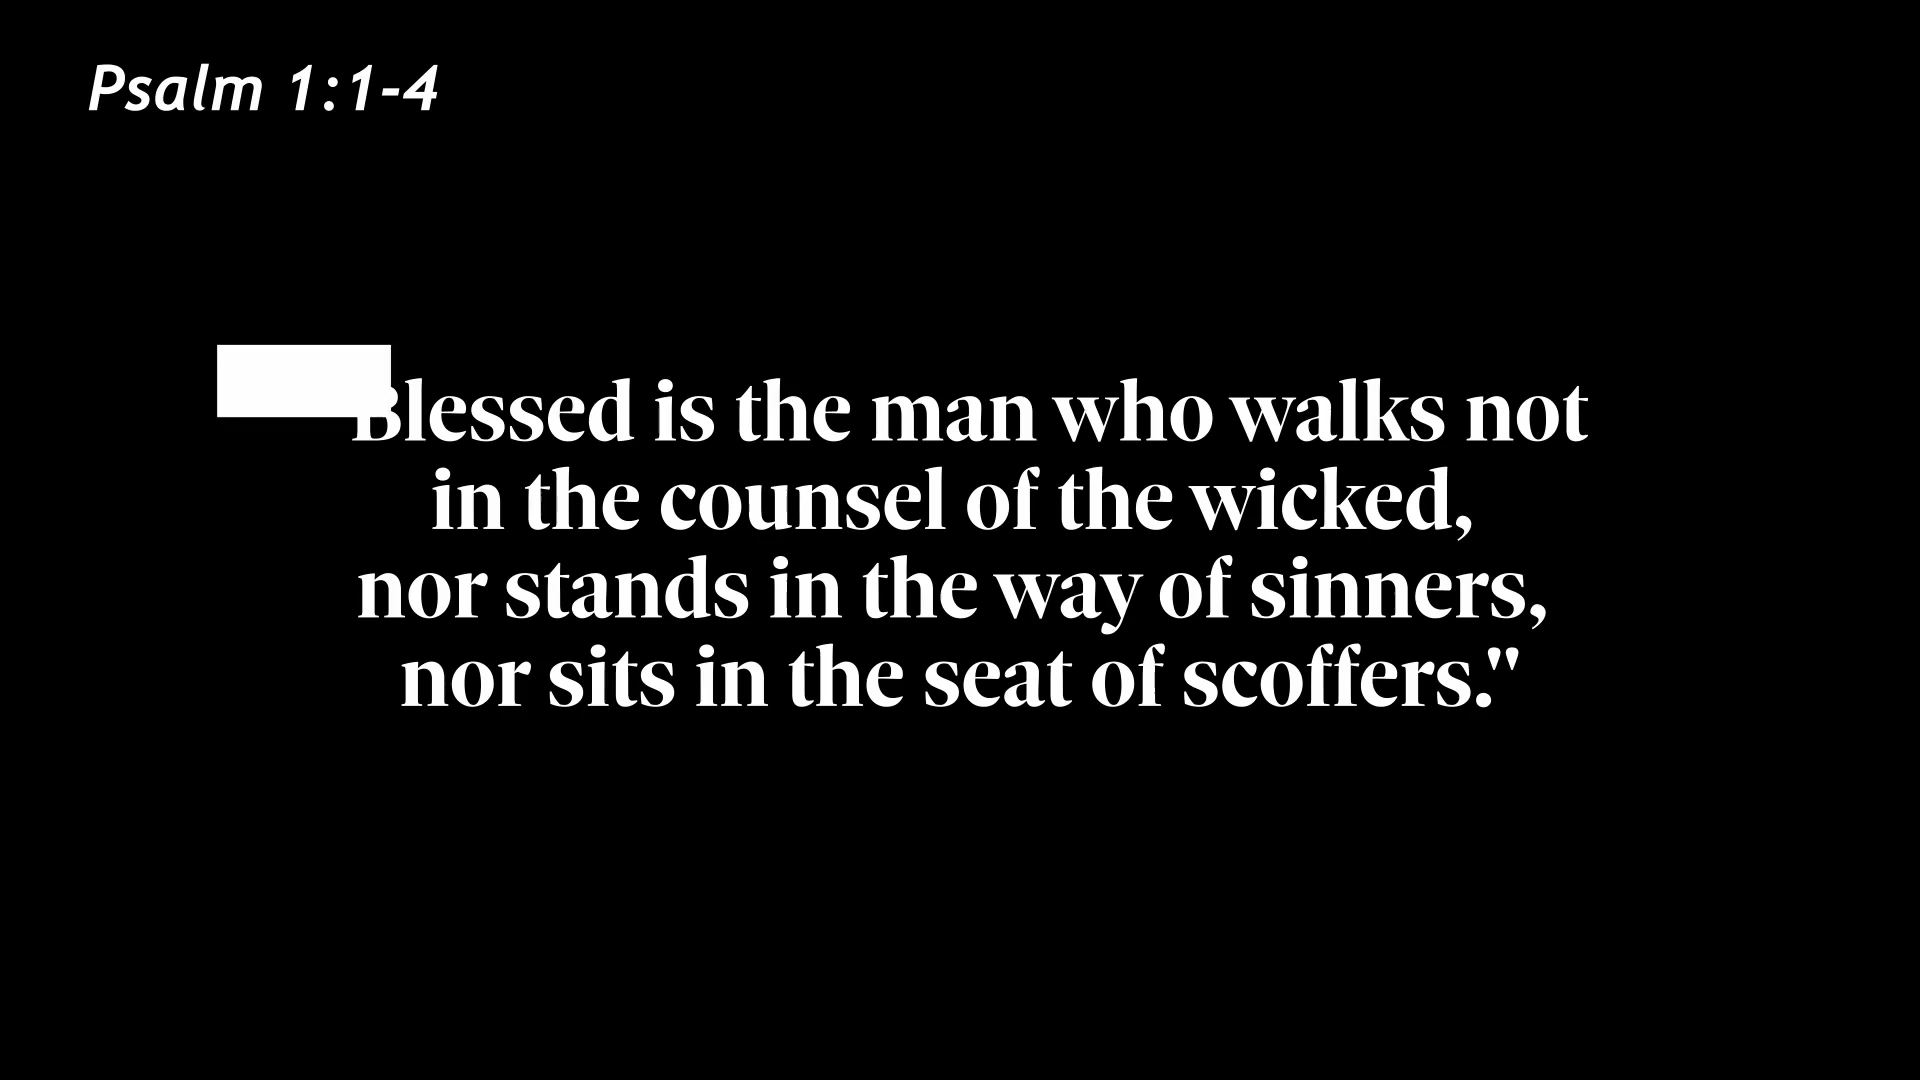 Psalm 1:1-4
Blessed is the man who walks not
in the counsel of the wicked,
nor stands in the way of sinners,
nor sits in the seat of scoffers."